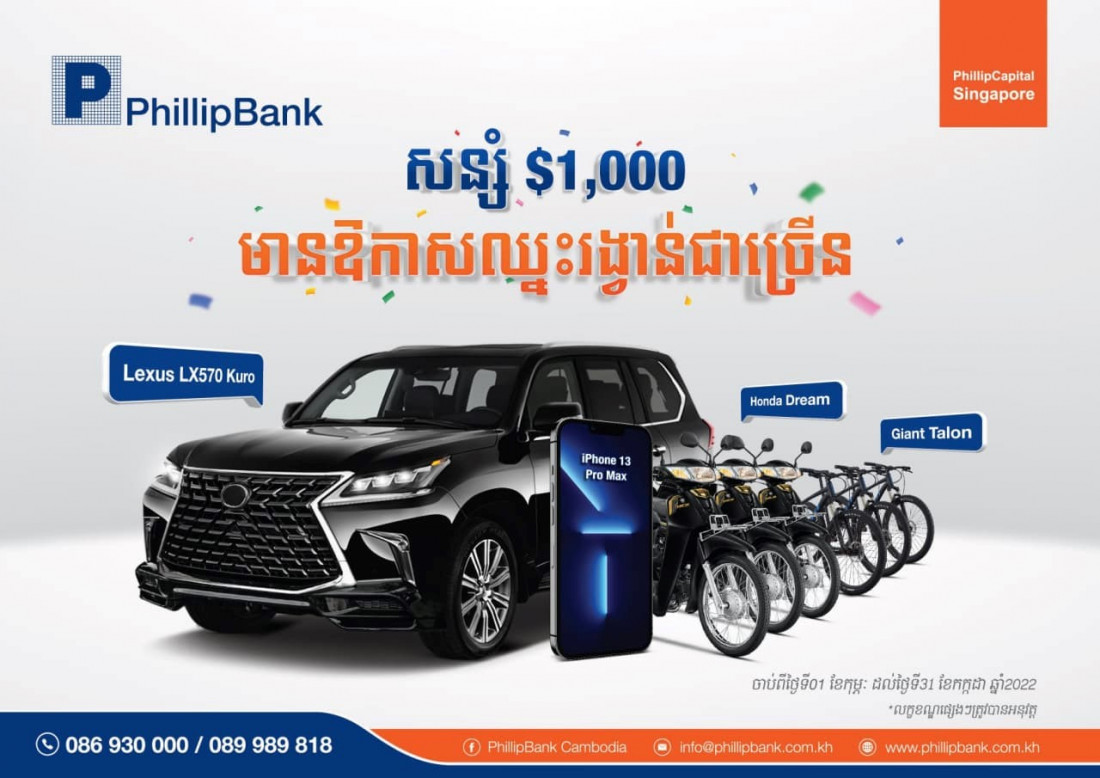 P
PhillipBank
PhillipCapital
Singapore
សន្សំ $1,000
មានឱកាសឈ្នះរង្វាន់ជាច្រើន
Lexus LX570 Kuro
Honda Dream
Giant Talon
iPhone 13
Pro Max
ចាប់ពីថ្ងៃទី01 ខែកុម្ភៈ ដល់ថ្ងៃទី31 ខែកក្កដា ឆ្នាំ2022
*លក្ខខណ្ឌផ្សេងៗត្រូវបានអនុវត្ត
086 930 000 / 089 989 818
PhillipBank Cambodia
info@phillipbank.com.kh
www.phillipbank.com.kh